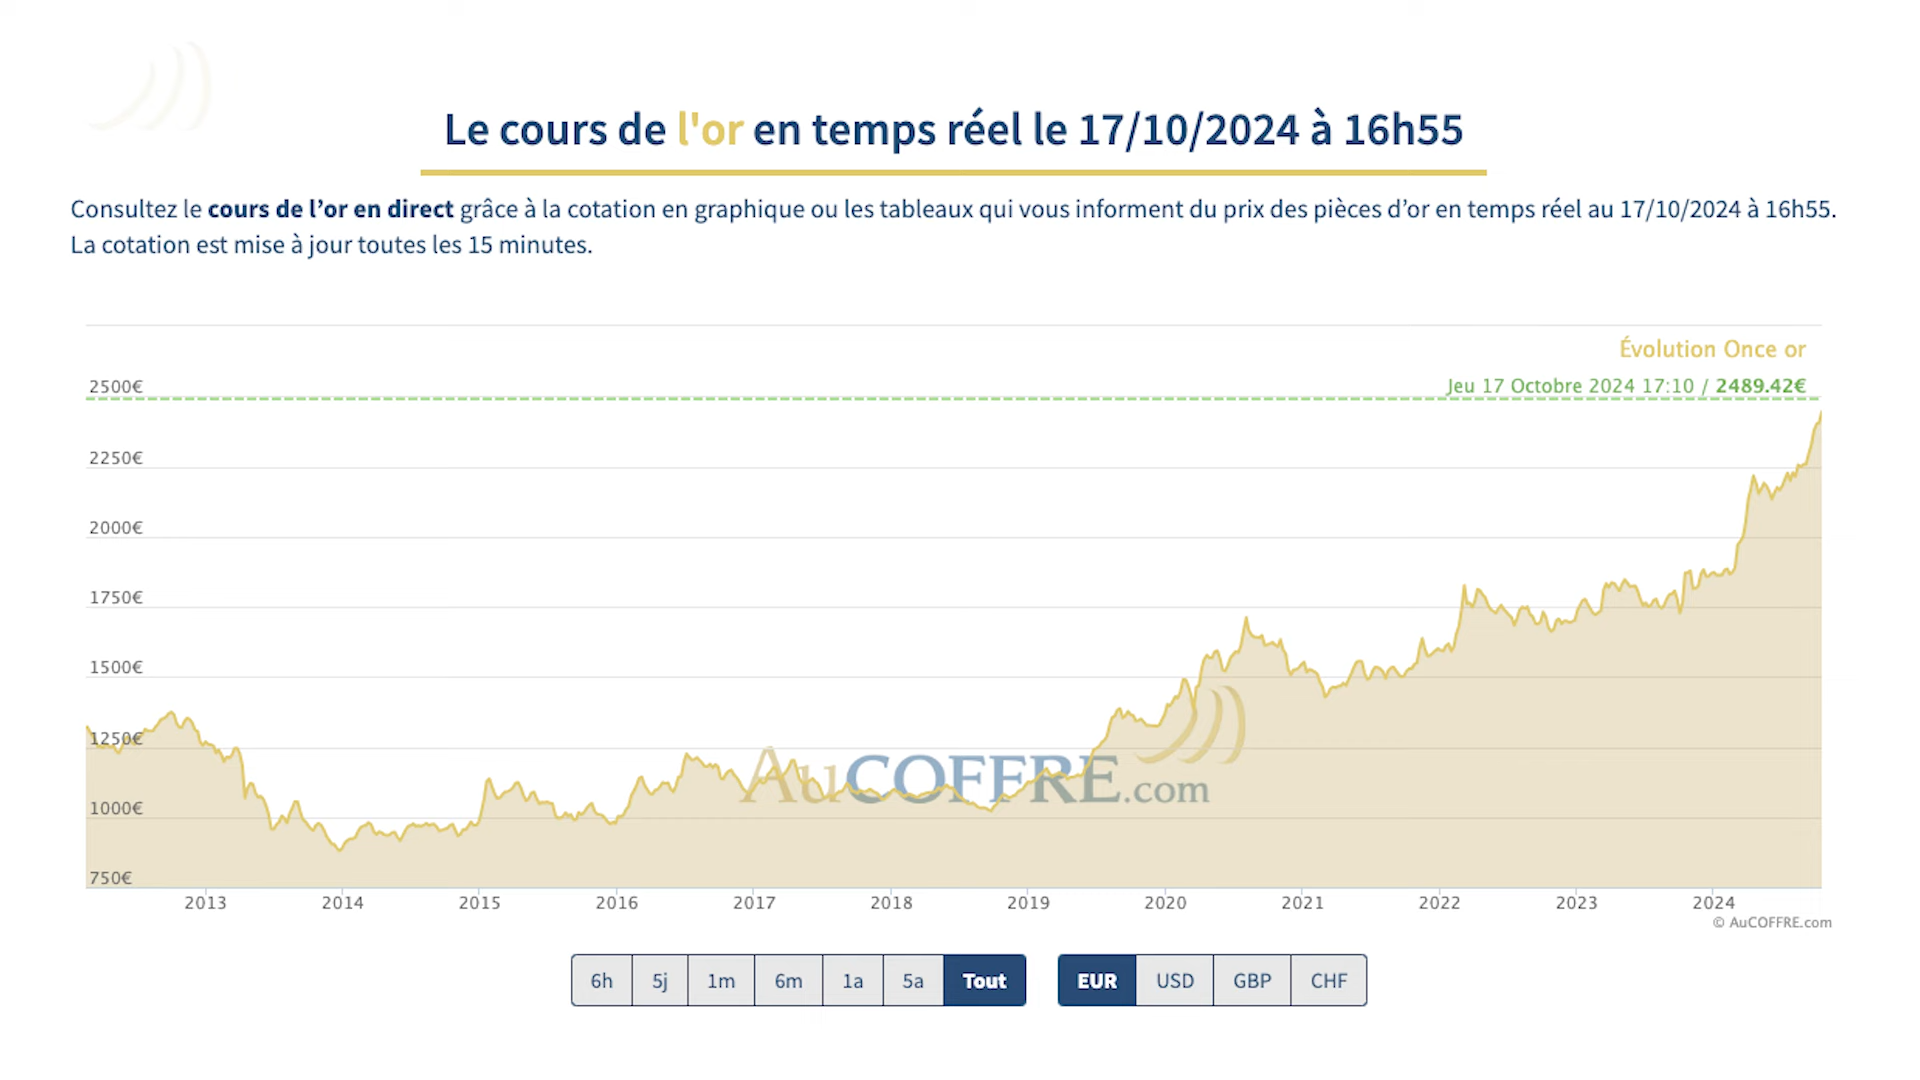 Le cours de l'or en temps réel le 17/10/2024 à 16h55
Consultez le cours de l’or en direct grâce à la cotation en graphique ou les tableaux qui vous informent du prix des pièces d’or en temps réel au 17/10/2024 à 16h55.
La cotation est mise à jour toutes les 15 minutes.
Évolution Once or
Jeu 17 Octobre 2024 17:10 / 2489.42€
2500€
2250€
2000€
1750€
1500€
1250€
1000€
750€
AuCOFFRE.com
2013 2014 2015 2016 2017 2018 2019 2020 2021 2022 2023 2024
© AuCOFFRE.com
6h 5j 1m 6m 1a 5a Tout EUR USD GBP CHF